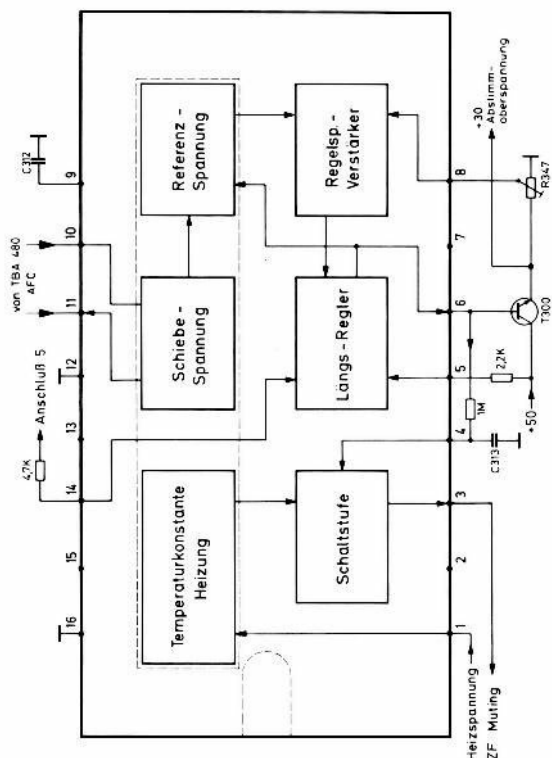 C312
von TBA 480
AFC
Anschluß 5
4,7K
9
10
11
12
13
14
15
16
Referenz -
Spannung
Schiebe -
Spannung
Temperaturkonstante
Heizung
Regelsp.-
Verstärker
Längs - Regler
Schaltstufe
8
7
6
5
4
3
2
1
+30
Abstimm-
oberspannung
R347
T300
2,2K
+50
1M
C313
Heizspannung
ZF Muting